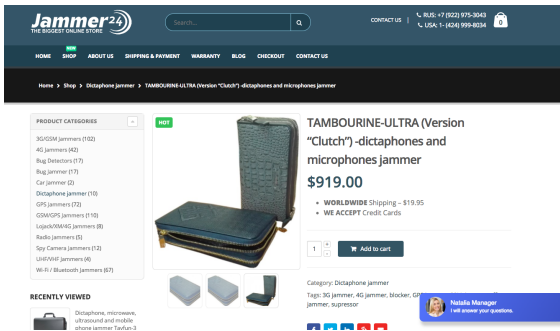 Jammer24
THE BIGGEST ONLINE STORE
Search...
CONTACT US
RUS: +7 (922) 975-3043
USA: 1- (424) 999-8034
0
NEW
HOME SHOP ABOUT US SHIPPING & PAYMENT WARRANTY BLOG CHECKOUT CONTACT US
Home > Shop > Dictaphone jammer > TAMBOURINE-ULTRA (Version "Clutch") -dictaphones and microphones jammer
PRODUCT CATEGORIES
3G/GSM Jammers (102)
4G Jammers (42)
Bug Detectors (17)
Bug Jammer (17)
Car Jammer (2)
Dictaphone jammer (10)
GPS Jammers (72)
GSM/GPS Jammers (110)
Lojack/XM/4G Jammers (8)
Radio Jammers (5)
Spy Camera Jammers (12)
UHF/VHF Jammers (4)
Wi-Fi / Bluetooth Jammers (67)
RECENTLY VIEWED
Dictaphone, microwave,
ultrasound and mobile
phone jammer Tayfun-3
HOT
TAMBOURINE-ULTRA (Version
“Clutch”) -dictaphones and
microphones jammer
$919.00
• WORLDWIDE Shipping – $19.95
• WE ACCEPT Credit Cards
1 + -
Add to cart
Category: Dictaphone jammer
Tags: 3G jammer, 4G jammer, blocker,
jammer, supressor
Natalia Manager
I will answer your questions.